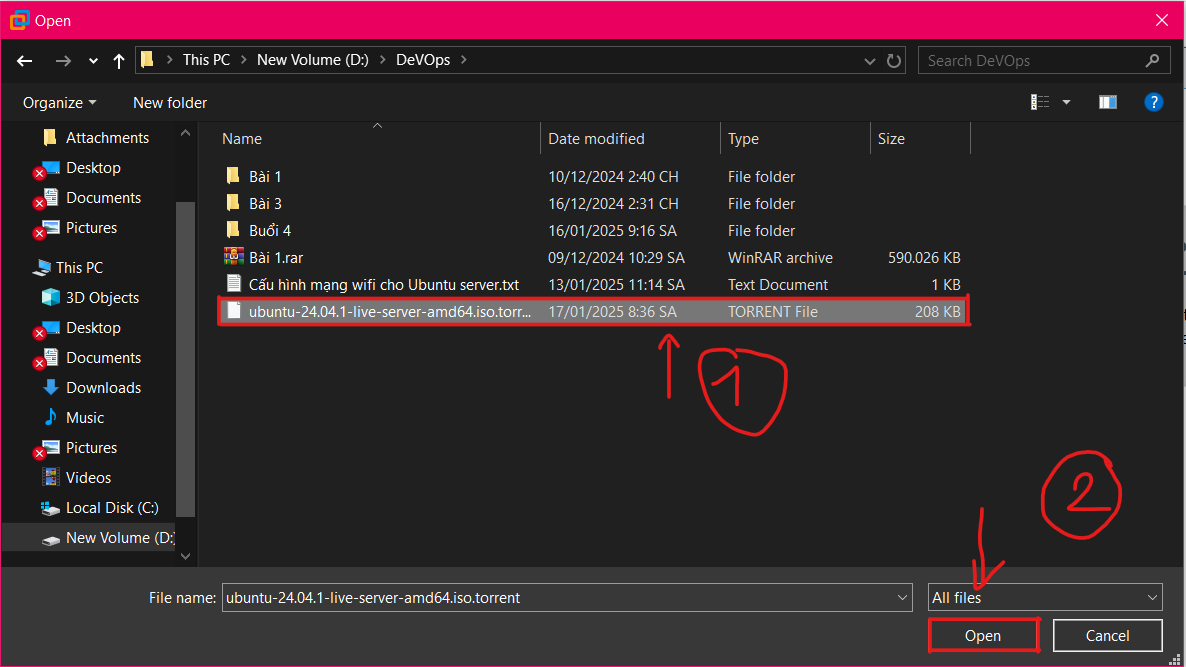 Open
This PC > New Volume (D:) > DeVOps >
Search DeVOps
Organize
New folder
?
Name
Date modified
Type
Size
Attachments
Desktop
Documents
Pictures
This PC
3D Objects
Desktop
Documents
Downloads
Music
Pictures
Videos
Local Disk (C:)
New Volume (D:
Bài 1 10/12/2024 2:40 CH File folder
Bài 3 16/12/2024 2:31 CH File folder
Buổi 4 16/01/2025 9:16 SA File folder
Bài 1.rar 09/12/2024 10:29 SA WinRAR archive 590.026 KB
Cấu hình mạng wifi cho Ubuntu server.txt 13/01/2025 11:14 SA Text Document 1 KB
ubuntu-24.04.1-live-server-amd64.iso.torr... 17/01/2025 8:36 SA TORRENT File 208 KB
1
2
File name: ubuntu-24.04.1-live-server-amd64.iso.torrent
All files
Open
Cancel